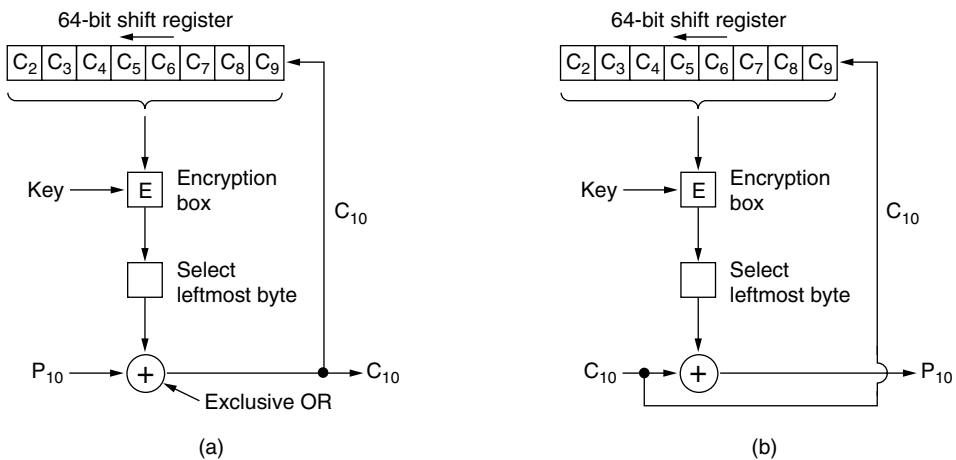 64-bit shift register
C2 C3 C4 C5 C6 C7 C8 C9
Key
E
Encryption
box
C10
Select
leftmost byte
P10
+
C10
Exclusive OR
(a)
64-bit shift register
C2 C3 C4 C5 C6 C7 C8 C9
Key
E
Encryption
box
C10
Select
leftmost byte
C10
+
P10
(b)